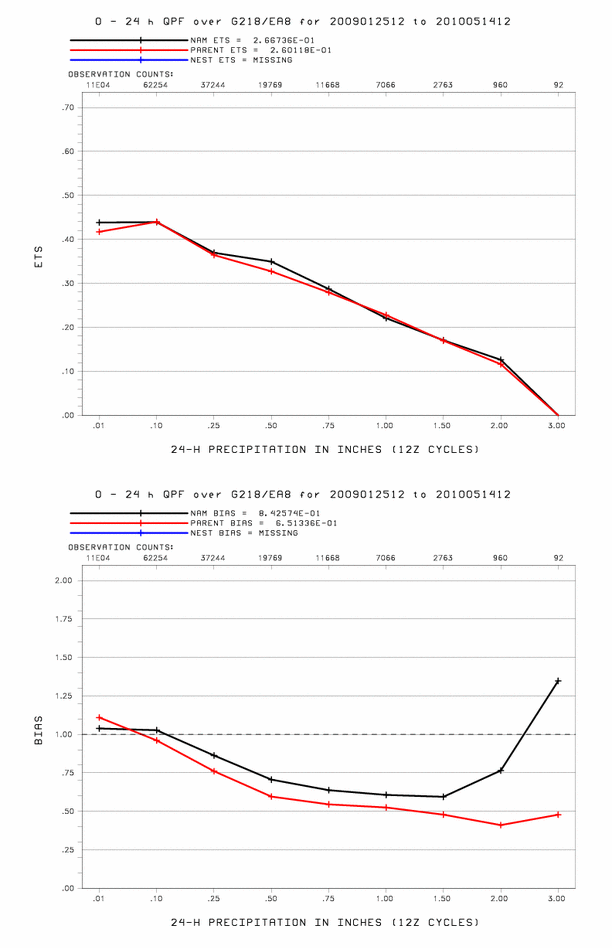 0 - 24 h QPF over G218/EA8 for 2009012512 to 2010051412
NAM ETS = 2.66736E-01
PARENT ETS = 2.60118E-01
NEST ETS = MISSING
OBSERVATION COUNTS:
11E04 62254 37244 19769 11668 7066 2763 960 92
.70
.60
.50
.40
.30
.20
.10
.00
ETS
.01 .10 .25 .50 .75 1.00 1.50 2.00 3.00
24-H PRECIPITATION IN INCHES (12Z CYCLES)
0 - 24 h QPF over G218/EA8 for 2009012512 to 2010051412
NAM BIAS = 8.42574E-01
PARENT BIAS = 6.51336E-01
NEST BIAS = MISSING
OBSERVATION COUNTS:
11E04 62254 37244 19769 11668 7066 2763 960 92
2.00
1.75
1.50
1.25
1.00
.75
.50
.25
.00
BIAS
.01 .10 .25 .50 .75 1.00 1.50 2.00 3.00
24-H PRECIPITATION IN INCHES (12Z CYCLES)